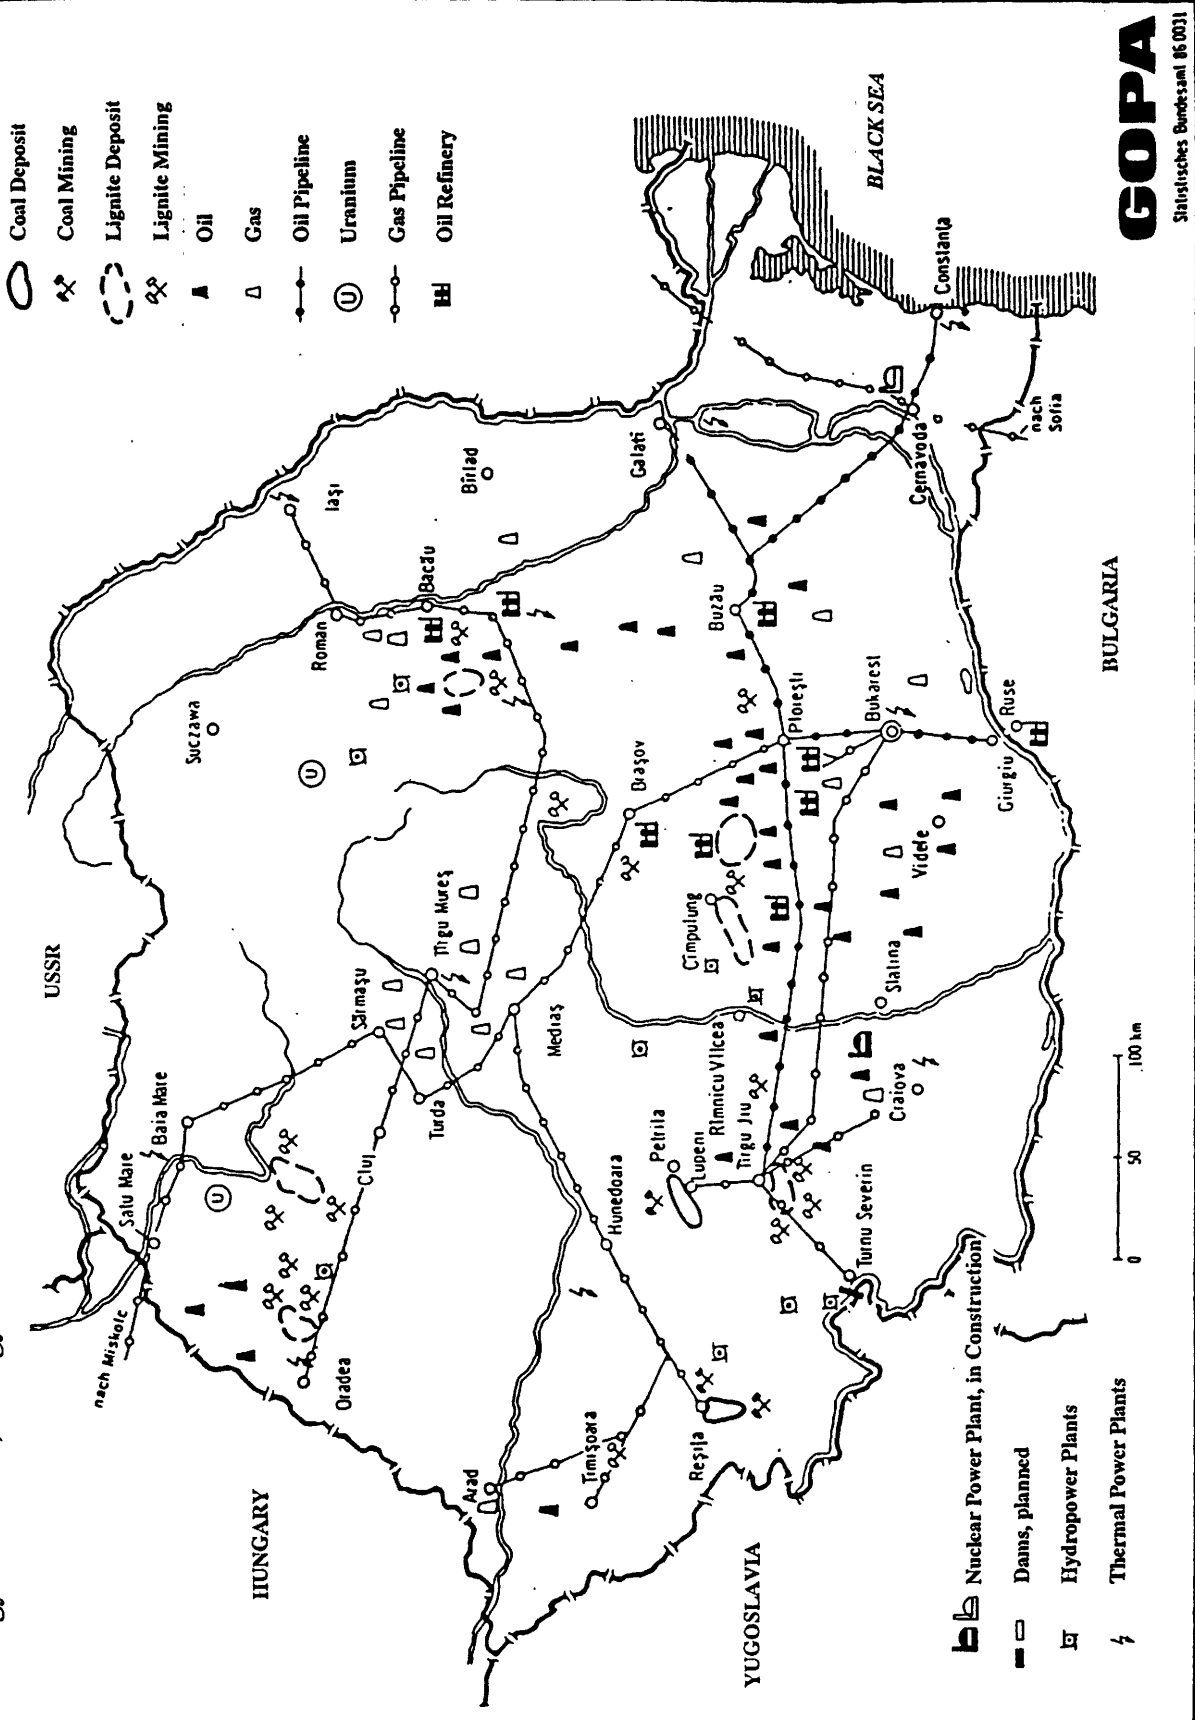 Coal Deposit
Coal Mining
Lignite Deposit
Lignite Mining
Oil
Gas
Oil Pipeline
Uranium
Gas Pipeline
Oil Refinery
USSR
HUNGARY
YUGOSLAVIA
BULGARIA
BLACK SEA
nach Miskolc
Satu Mare
Baia Mare
Suczawa
Iaşi
Roman
Bacău
Bîrlad
Galati
Oradea
Cluj
Turda
Sărmaşu
Tîrgu Mureş
Mediaş
Arad
Timişoara
Reşiţa
Hunedoara
Petrila
Lupeni
Tîrgu Jiu
Rîmnicu Vîlcea
Cîmpulung
Braşov
Ploieşti
Buzău
Bukarest
Turnu Severin
Craiova
Slatina
Videle
Giurgiu
Ruse
Cernavoda
Constanta
nach
Sofia
U
U
U
0 50 100 km
Nuclear Power Plant, in Construction
Dams, planned
Hydropower Plants
Thermal Power Plants
GOPA
Statistisches Bundesamt 86 0031